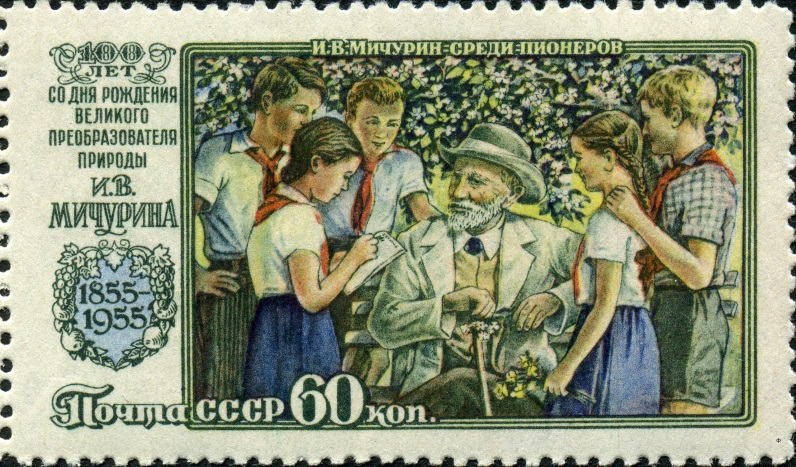 100
ЛЕТ
СО ДНЯ РОЖДЕНИЯ
ВЕЛИКОГО
ПРЕОБРАЗОВАТЕЛЯ
ПРИРОДЫ
И.В.
МИЧУРИНА
1855-
1955
И.В.МИЧУРИН СРЕДИ ПИОНЕРОВ
Почта СССР 60 коп.